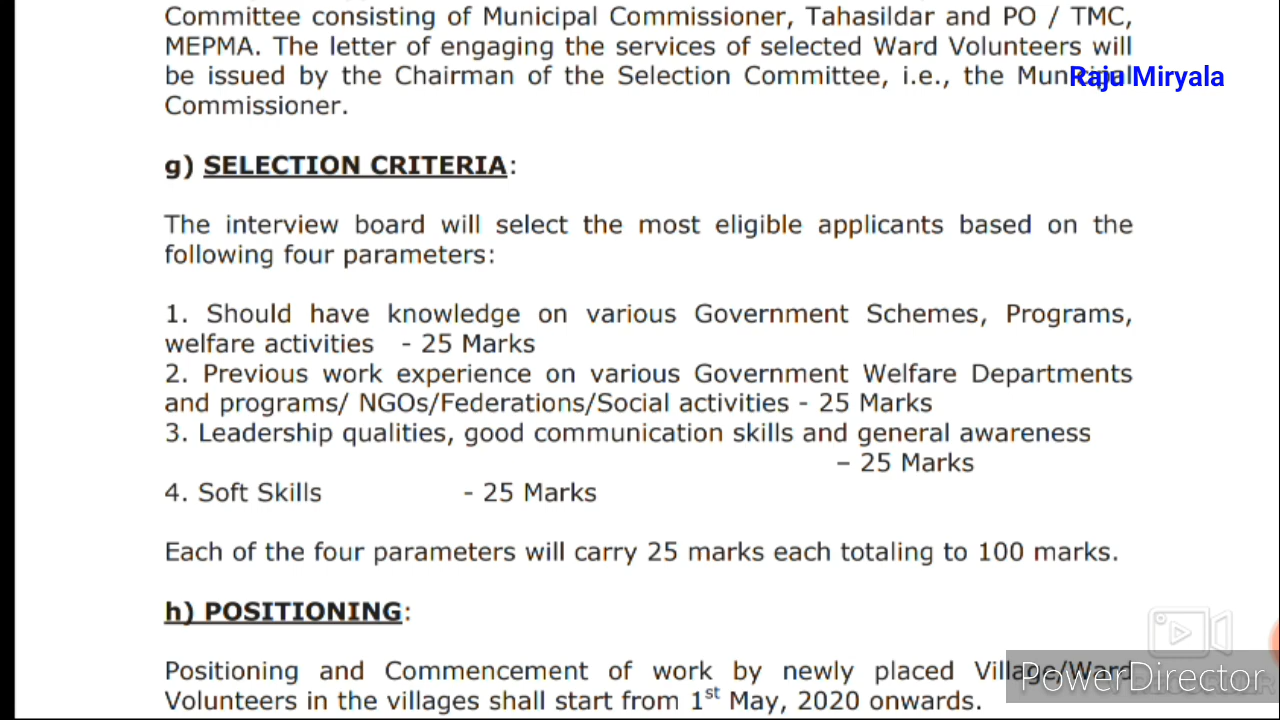 Committee consisting of Municipal Commissioner, Tahasildar and PO / TMC,
MEPMA. The letter of engaging the services of selected Ward Volunteers will
be issued by the Chairman of the Selection Committee, i.e., the Municipal
Raju Miryala
Commissioner.
g) SELECTION CRITERIA:
The interview board will select the most eligible applicants based on the
following four parameters:
1. Should have knowledge on various Government Schemes, Programs,
welfare activities - 25 Marks
2. Previous work experience on various Government Welfare Departments
and programs/ NGOs/Federations/Social activities - 25 Marks
3. Leadership qualities, good communication skills and general awareness
– 25 Marks
4. Soft Skills - 25 Marks
Each of the four parameters will carry 25 marks each totaling to 100 marks.
h) POSITIONING:
Positioning and Commencement of work by newly placed Village/Ward
Volunteers in the villages shall start from 1st May, 2020 onwards.
PowerDirector